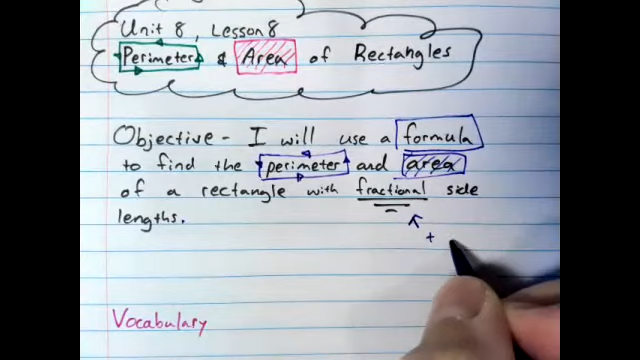 Unit 8, Lesson 8
Perimeter & Area of Rectangles
Objective - I will use a formula
to find the perimeter and area
of a rectangle with fractional side
lengths.
+
Vocabulary